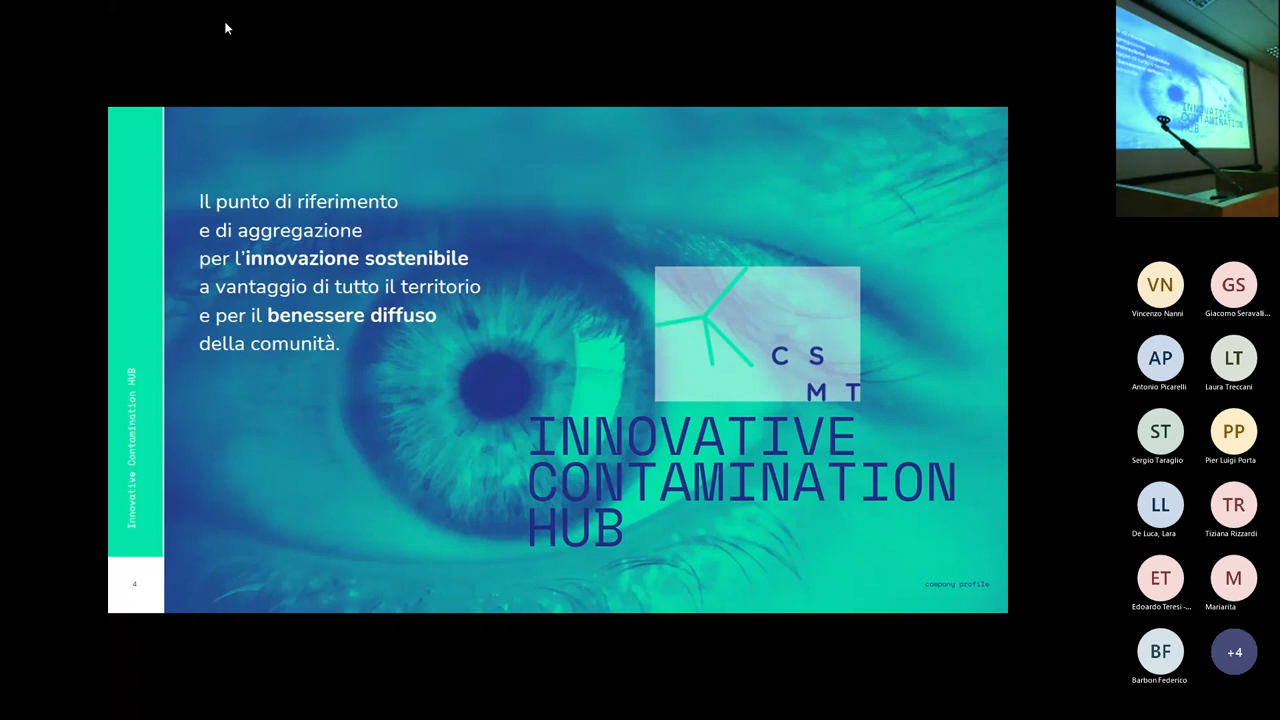 Il punto di riferimento
e di aggregazione
per l'innovazione sostenibile
a vantaggio di tutto il territorio
e per il benessere diffuso
della comunità.
C S
M T
INNOVATIVE
CONTAMINATION
HUB
Innovative Contamination HUB
4
company profile
INNOVATIVE
CONTAMINATION
HUB
VN
Vincenzo Nanni
GS
Giacomo Seravalli...
AP
Antonio Picarelli
LT
Laura Treccani
ST
Sergio Taraglio
PP
Pier Luigi Porta
LL
De Luca, Lara
TR
Tiziana Rizzardi
ET
Edoardo Teresi -...
M
Mariarita
BF
Barbon Federico
+4